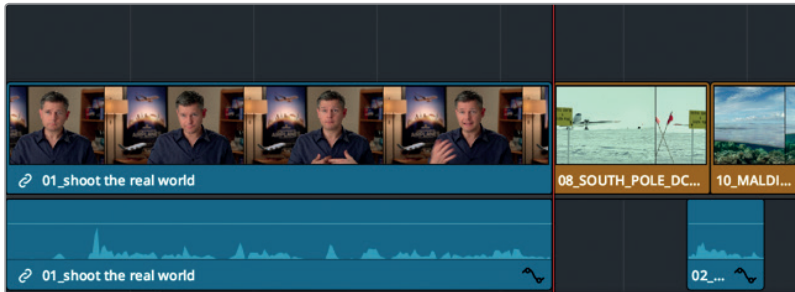 01_shoot the real world
08_SOUTH_POLE_DC...
10_MALDI...
01_shoot the real world
02_...